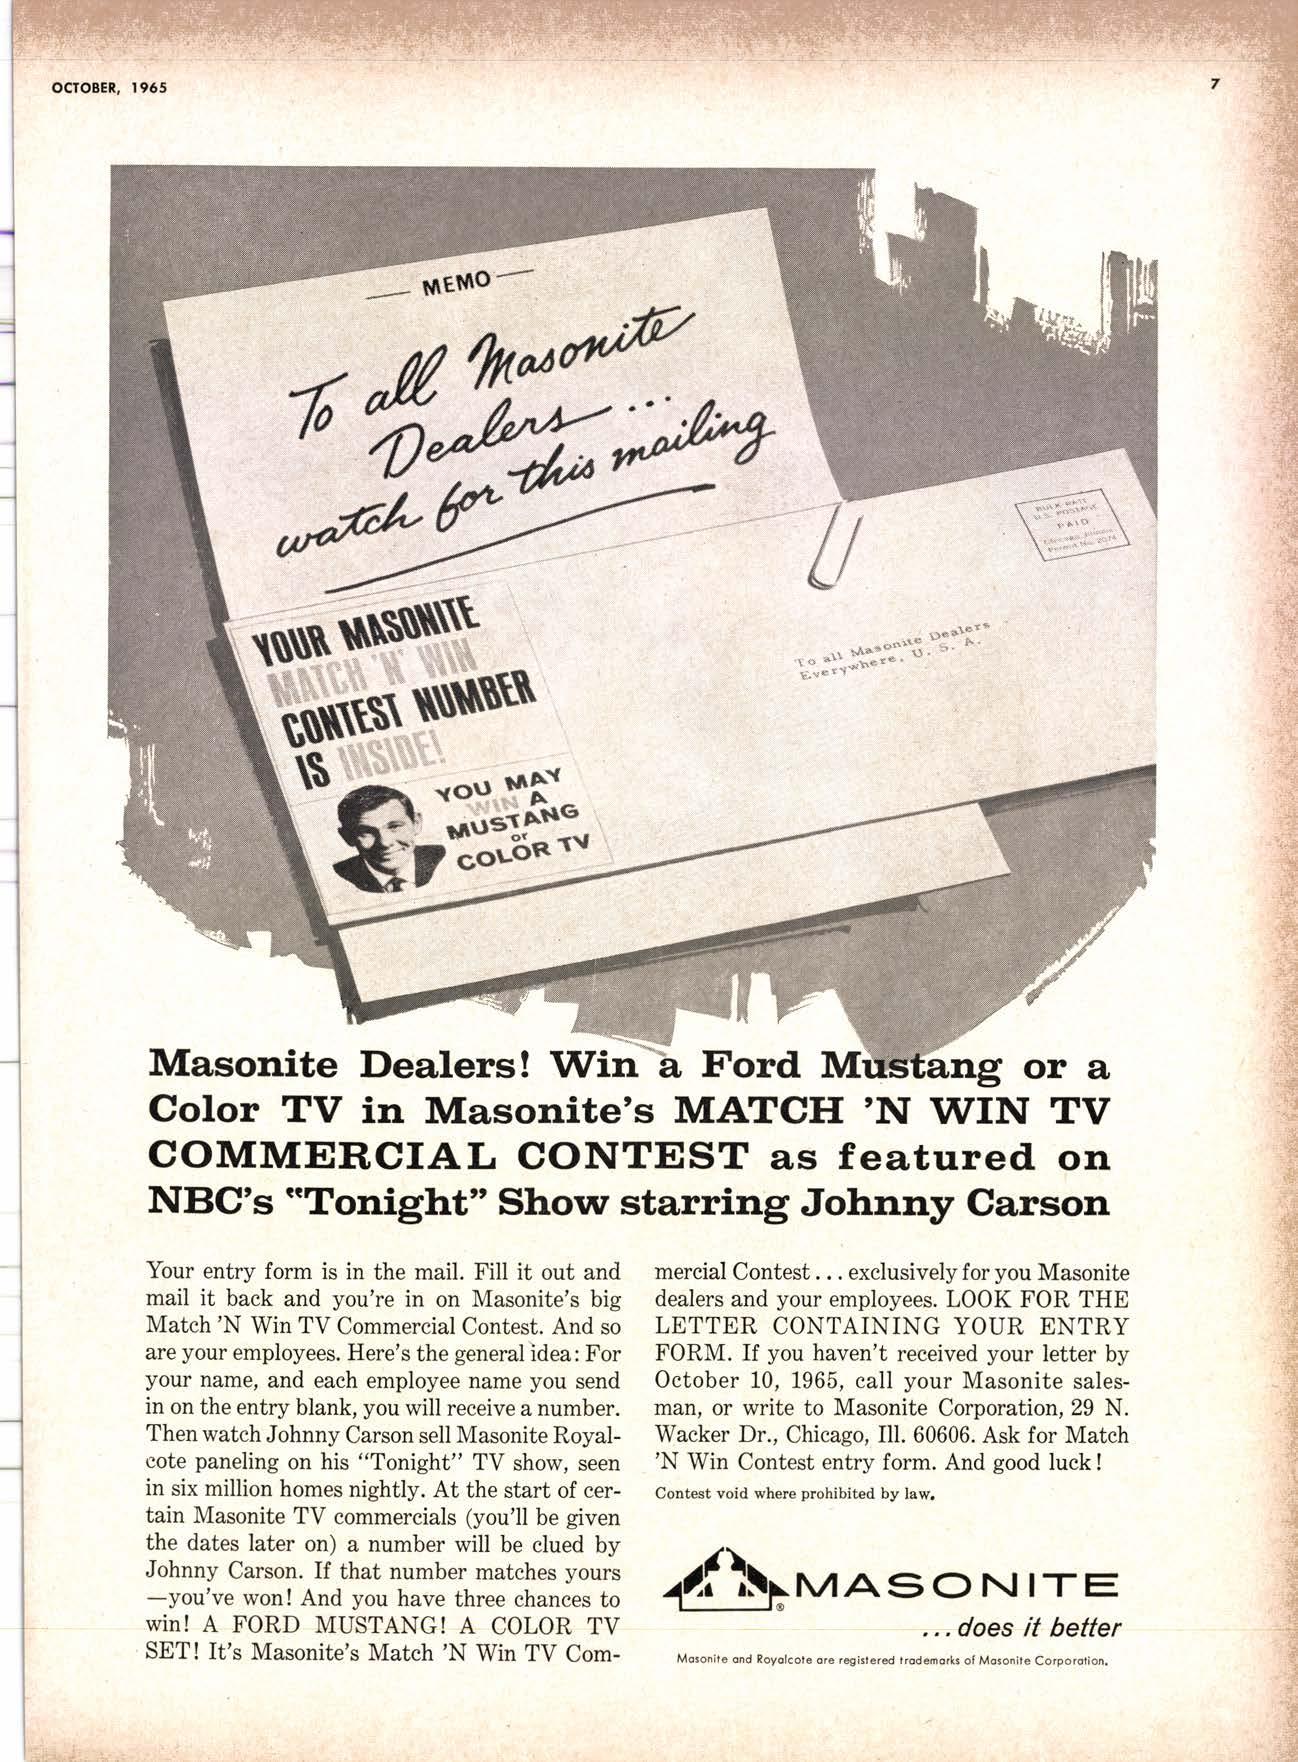 OCTOBER, 1965
7
MEMO
To all Masonite
Dealers...
watch for this mailing
BULK RATE
U.S. POSTAGE
PAID
Chicago, Illinois
Permit No. 2074
To all Masonite Dealers
Everywhere, U. S. A.
YOUR MASONITE
MATCH 'N' WIN
CONTEST NUMBER
IS INSIDE!
YOU MAY
WIN A
MUSTANG
or
COLOR TV
Masonite Dealers! Win a Ford Mustang or a
Color TV in Masonite's MATCH 'N WIN TV
COMMERCIAL CONTEST as featured on
NBC's "Tonight" Show starring Johnny Carson
Your entry form is in the mail. Fill it out and
mail it back and you're in on Masonite's big
Match 'N Win TV Commercial Contest. And so
are your employees. Here's the general idea: For
your name, and each employee name you send
in on the entry blank, you will receive a number.
Then watch Johnny Carson sell Masonite Royal-
cote paneling on his "Tonight" TV show, seen
in six million homes nightly. At the start of cer-
tain Masonite TV commercials (you'll be given
the dates later on) a number will be clued by
Johnny Carson. If that number matches yours
—you've won! And you have three chances to
win! A FORD MUSTANG! A COLOR TV
SET! It's Masonite's Match 'N Win TV Com-
mercial Contest... exclusively for you Masonite
dealers and your employees. LOOK FOR THE
LETTER CONTAINING YOUR ENTRY
FORM. If you haven't received your letter by
October 10, 1965, call your Masonite sales-
man, or write to Masonite Corporation, 29 N.
Wacker Dr., Chicago, Ill. 60606. Ask for Match
'N Win Contest entry form. And good luck!
Contest void where prohibited by law.
MASONITE
®
...does it better
Masonite and Royalcote are registered trademarks of Masonite Corporation.